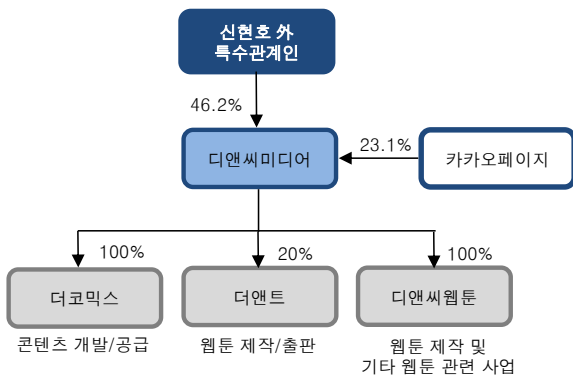 신현호 外
특수관계인
46.2%
디앤씨미디어
23.1%
카카오페이지
100%
20%
100%
더코믹스
더앤트
디앤씨웹툰
콘텐츠 개발/공급
웹툰 제작/출판
웹툰 제작 및
기타 웹툰 관련 사업